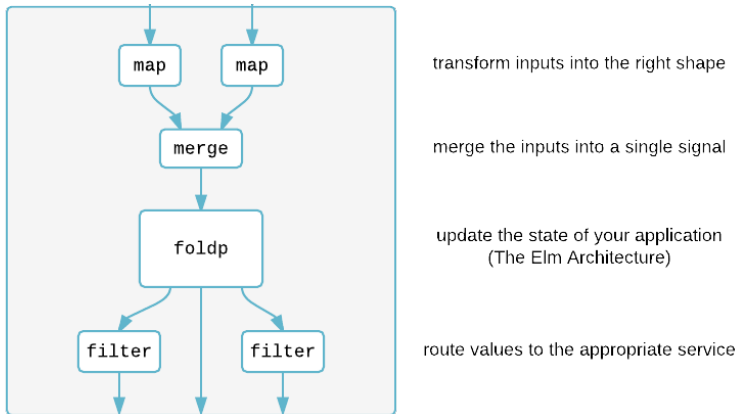 map
map
transform inputs into the right shape
merge
merge the inputs into a single signal
foldp
update the state of your application
(The Elm Architecture)
filter
filter
route values to the appropriate service